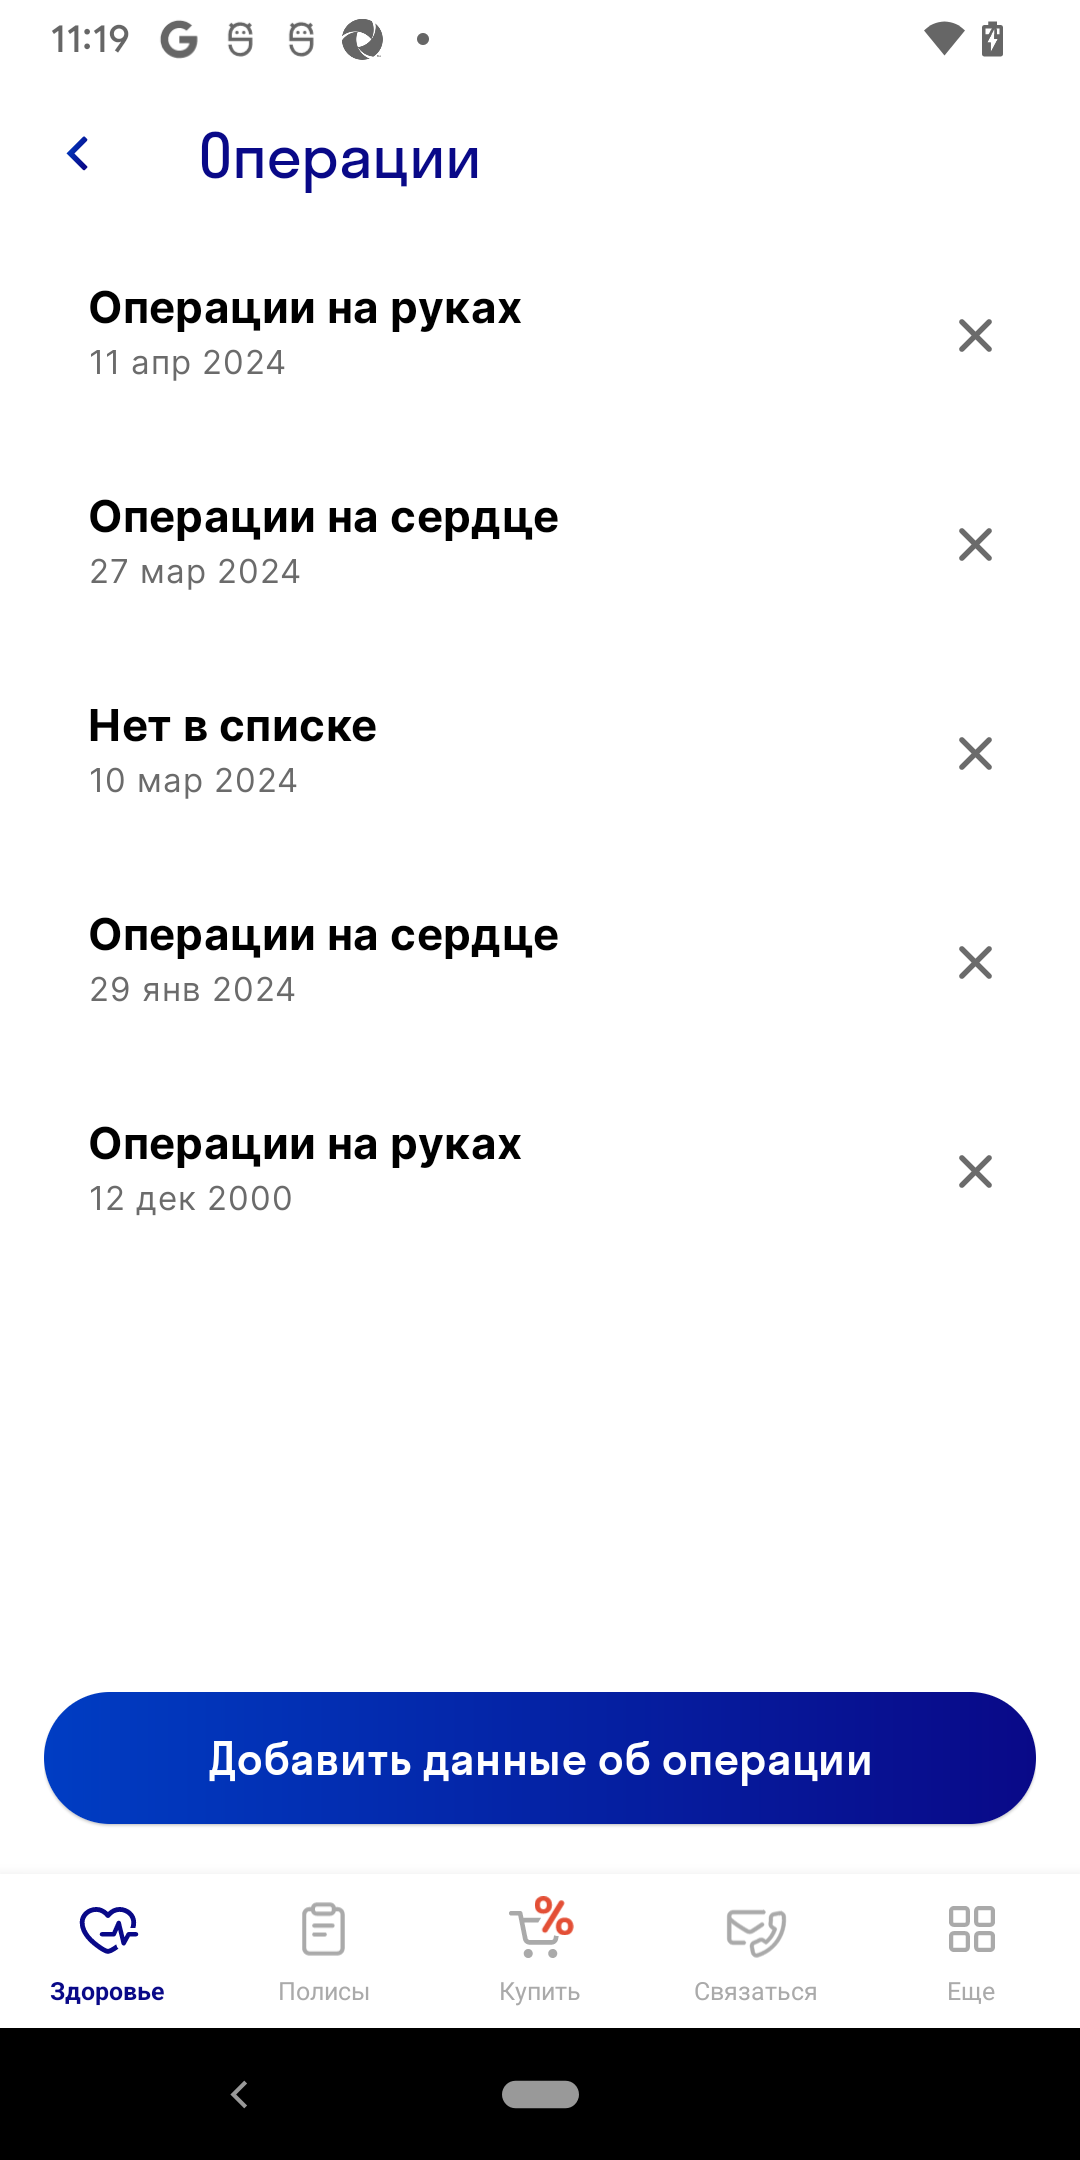 11:19
Операции
Операции на руках
11 апр 2024
Операции на сердце
27 мар 2024
Нет в списке
10 мар 2024
Операции на сердце
29 янв 2024
Операции на руках
12 дек 2000
Добавить данные об операции
Здоровье
Полисы
Купить
Связаться
Еще